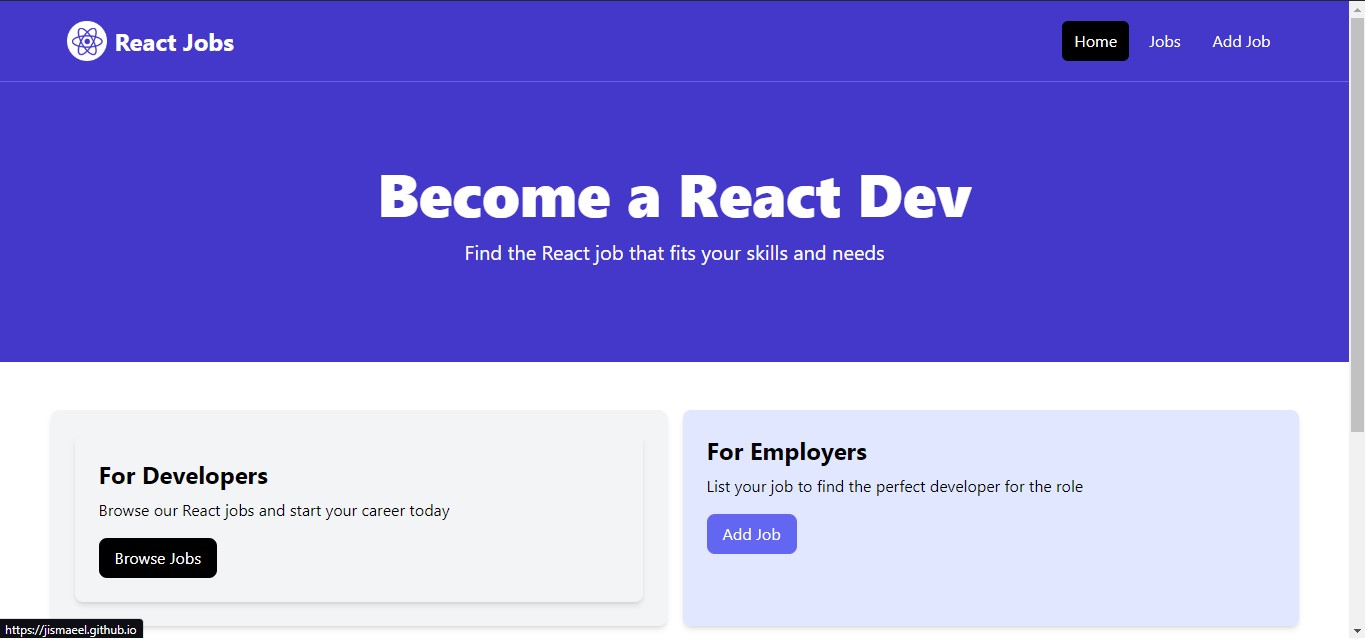 React Jobs
Home
Jobs
Add Job
Become a React Dev
Find the React job that fits your skills and needs
For Developers
Browse our React jobs and start your career today
Browse Jobs
For Employers
List your job to find the perfect developer for the role
Add Job
https://jismaeel.github.io